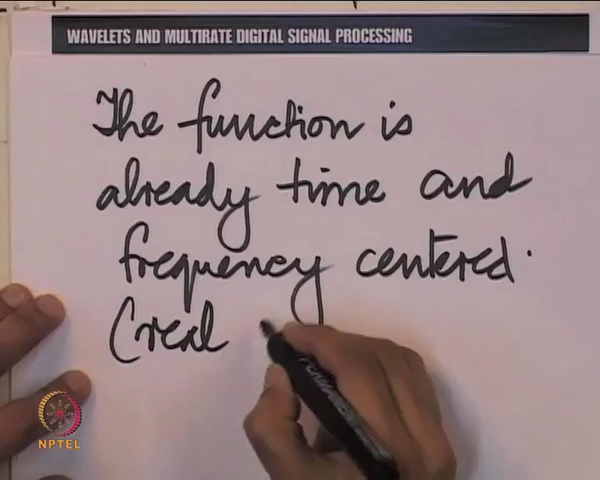 WAVELETS AND MULTIRATE DIGITAL SIGNAL PROCESSING
The function is
already time and
frequency centered.
(real
NPTEL